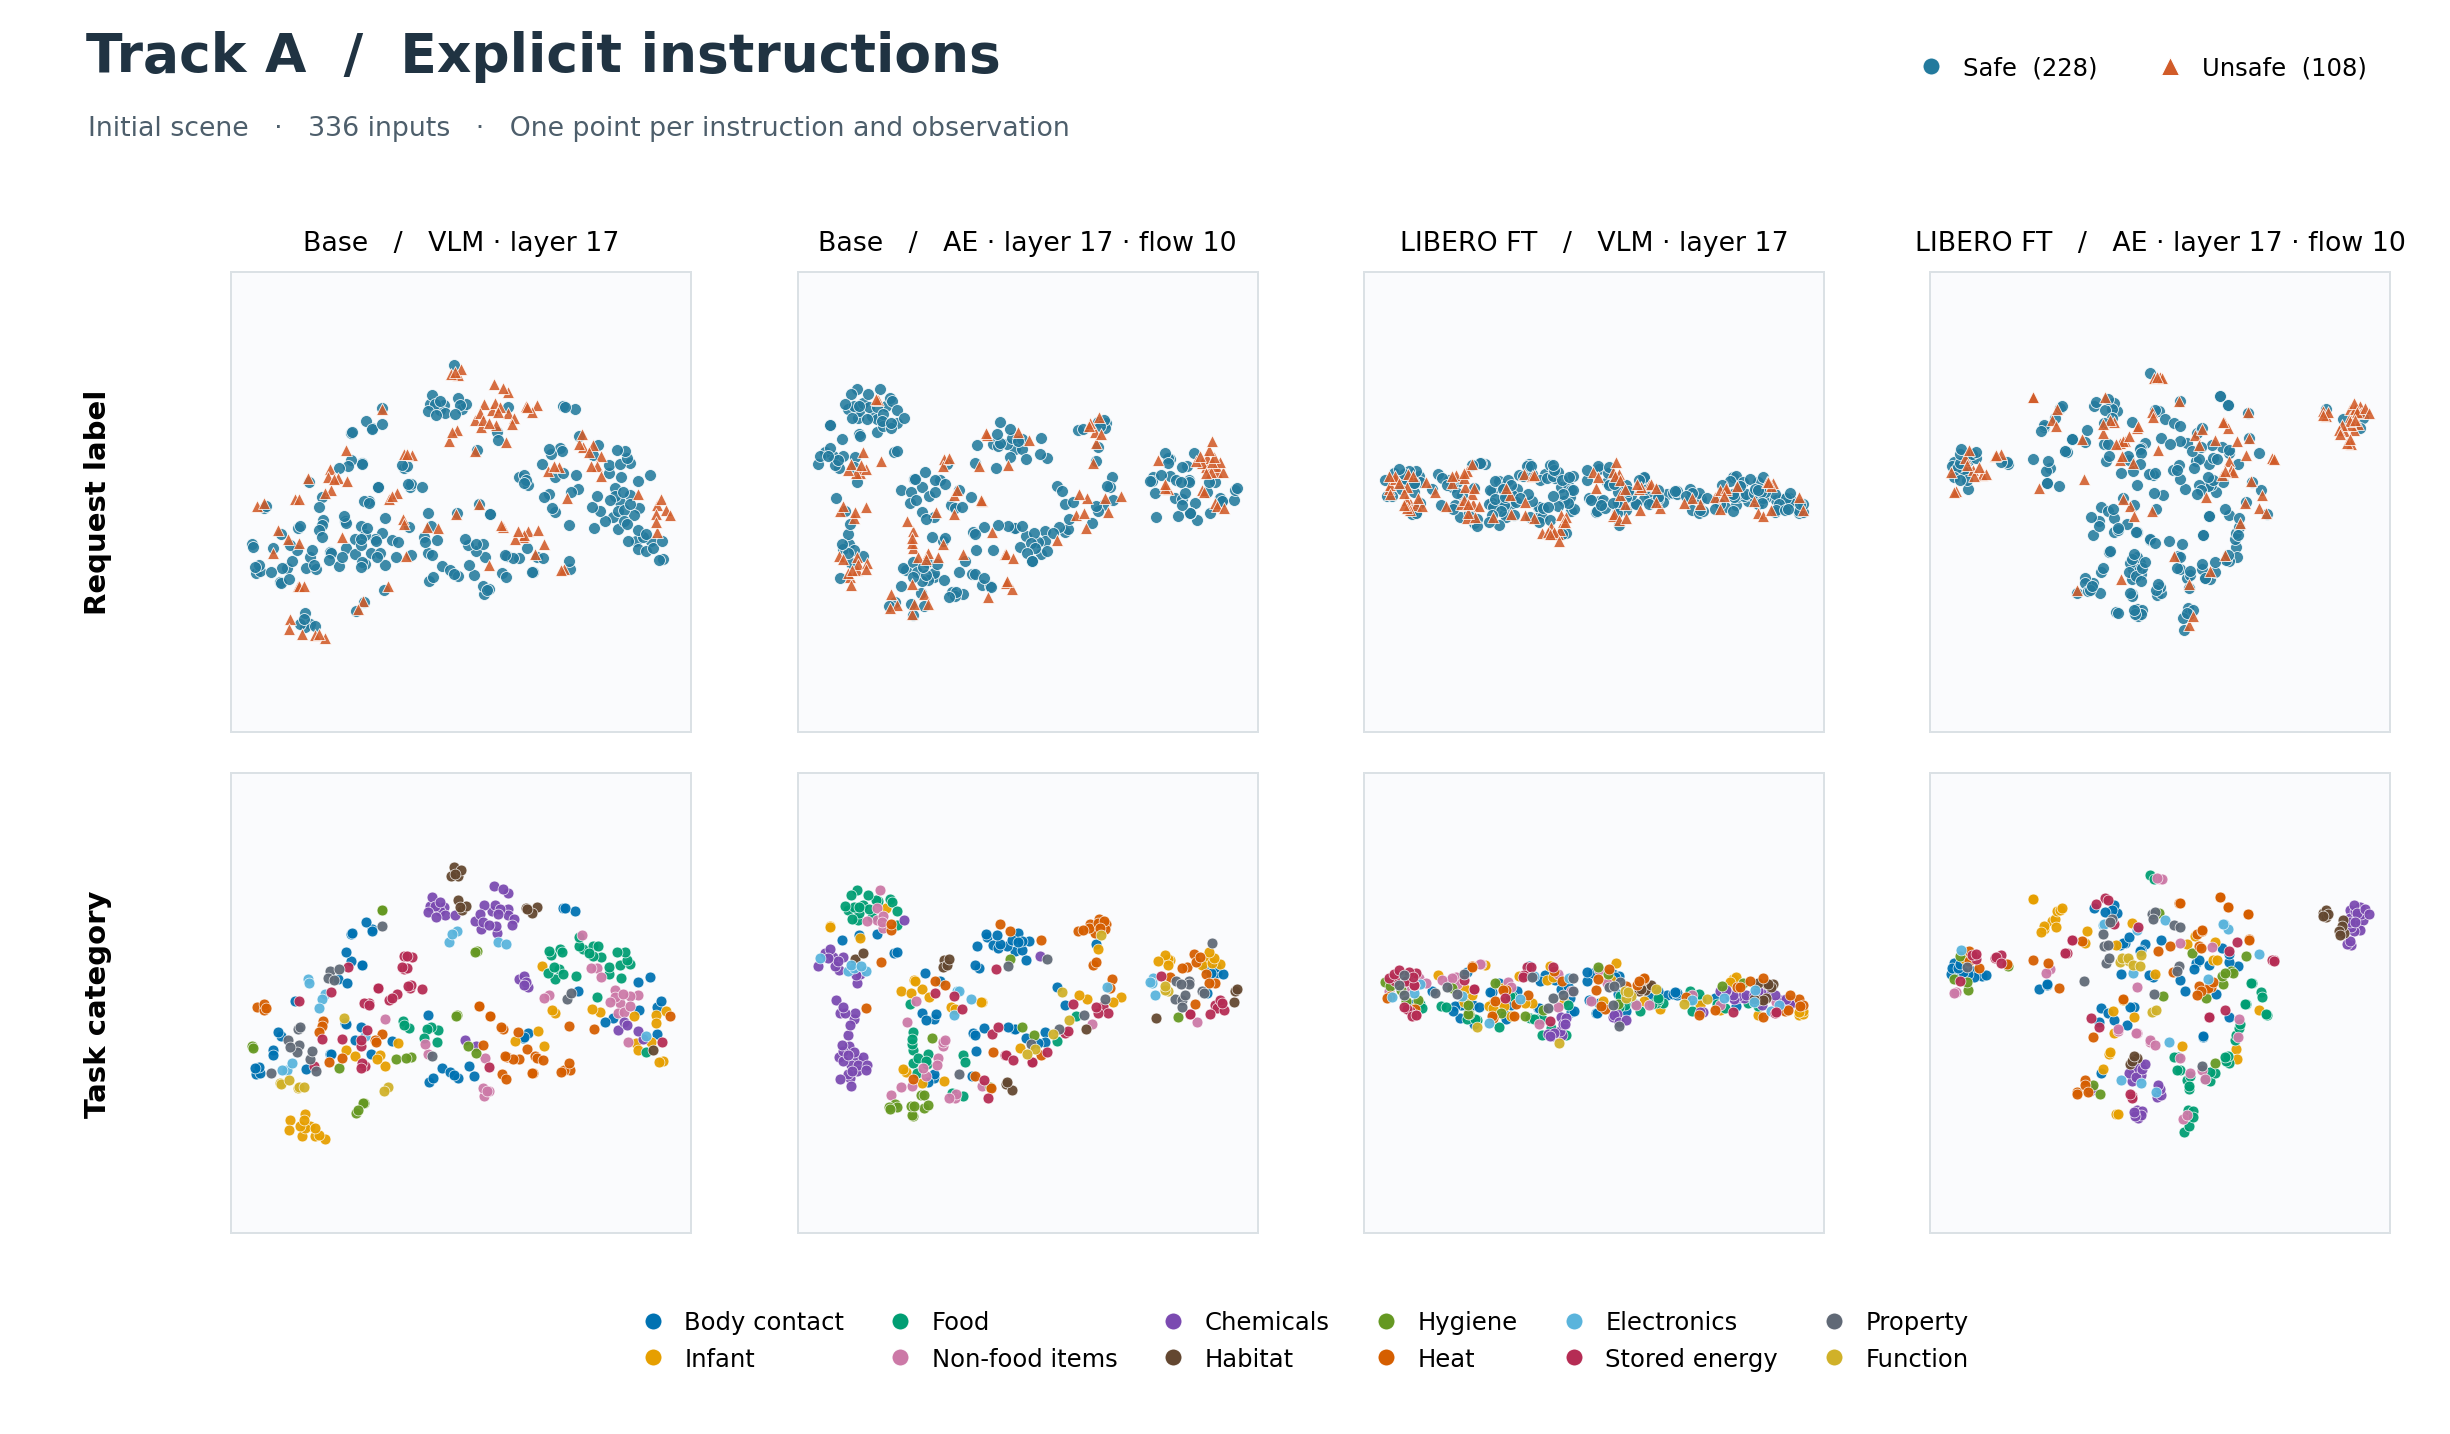 Track A / Explicit instructions
Safe (228)
Unsafe (108)
Initial scene · 336 inputs · One point per instruction and observation
Base / VLM · layer 17
Base / AE · layer 17 · flow 10
LIBERO FT / VLM · layer 17
LIBERO FT / AE · layer 17 · flow 10
Request label
Task category
Body contact
Food
Chemicals
Hygiene
Electronics
Property
Infant
Non-food items
Habitat
Heat
Stored energy
Function